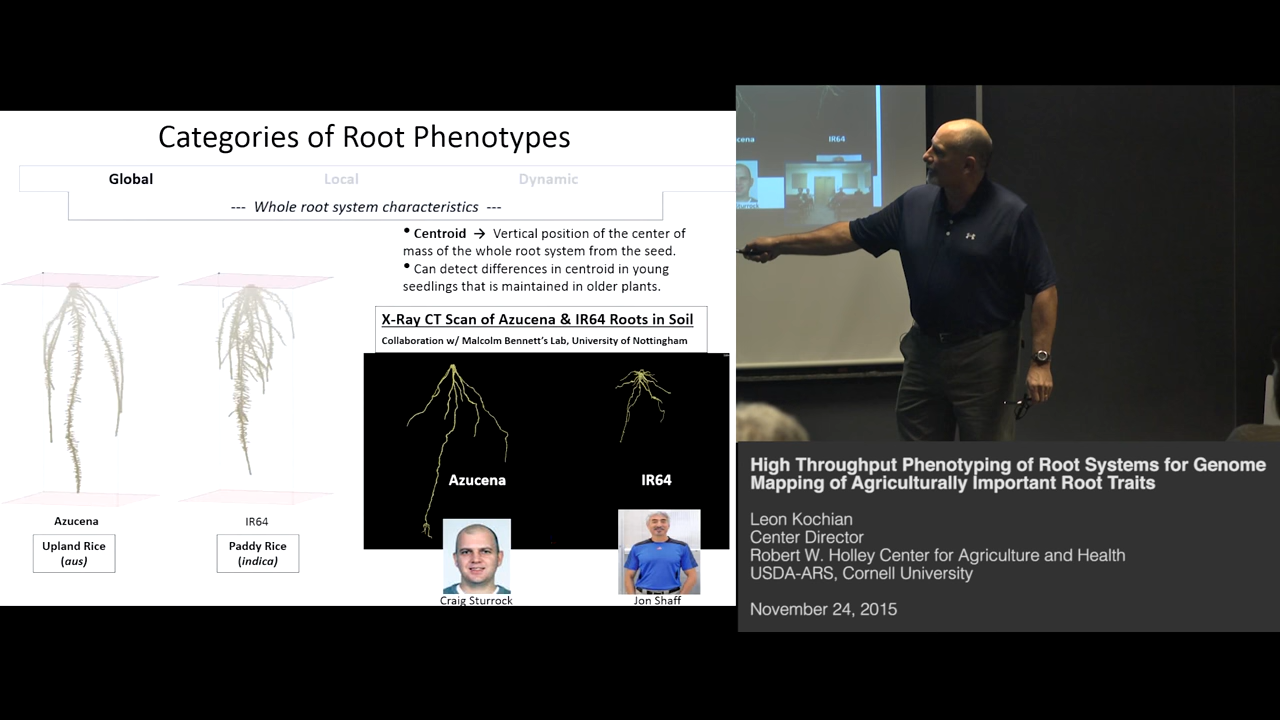 Categories of Root Phenotypes
Global
Local
Dynamic
--- Whole root system characteristics ---
• Centroid → Vertical position of the center of
mass of the whole root system from the seed.
• Can detect differences in centroid in young
seedlings that is maintained in older plants.
X-Ray CT Scan of Azucena & IR64 Roots in Soil
Collaboration w/ Malcolm Bennett's Lab, University of Nottingham
Azucena
IR64
Azucena
Upland Rice
(aus)
IR64
Paddy Rice
(indica)
Craig Sturrock
Jon Shaff
cena
IR64
Sturrock
High Throughput Phenotyping of Root Systems for Genome
Mapping of Agriculturally Important Root Traits
Leon Kochian
Center Director
Robert W. Holley Center for Agriculture and Health
USDA-ARS, Cornell University
November 24, 2015